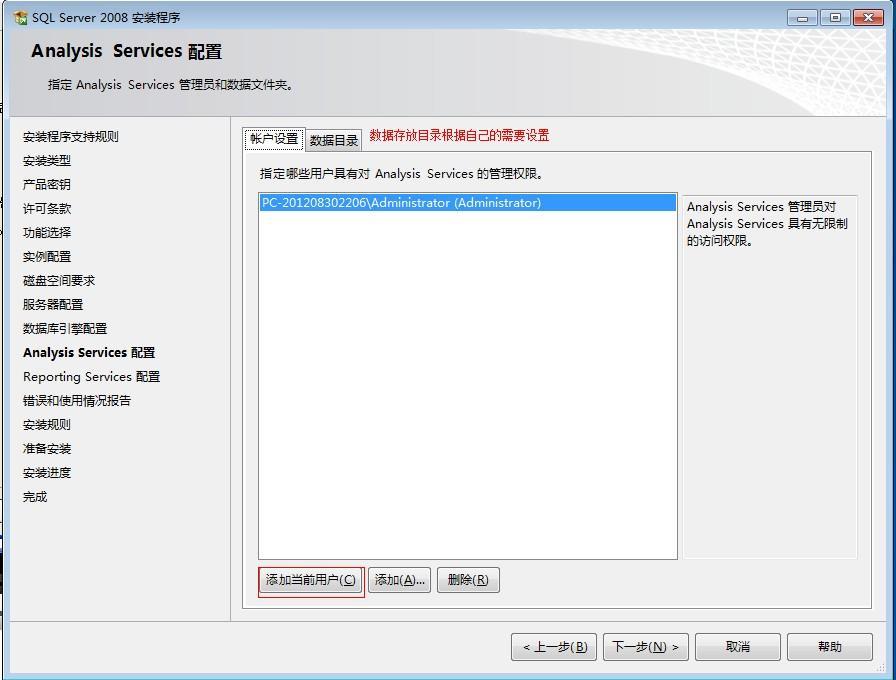 SQL Server 2008 安装程序
Analysis Services 配置
指定 Analysis Services 管理员和数据文件夹。
安装程序支持规则
安装类型
产品密钥
许可条款
功能选择
实例配置
磁盘空间要求
服务器配置
数据库引擎配置
Analysis Services 配置
Reporting Services 配置
错误和使用情况报告
安装规则
准备安装
安装进度
完成
帐户设置 数据目录 数据存放目录根据自己的需要设置
指定哪些用户具有对 Analysis Services 的管理权限。
PC-201208302206\Administrator (Administrator)
Analysis Services 管理员对
Analysis Services 具有无限制
的访问权限。
添加当前用户(C) 添加(A)... 删除(R)
< 上一步(B) 下一步(N) > 取消 帮助